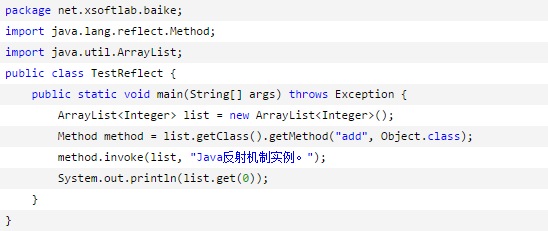 package net.xsoftlab.baike;
import java.lang.reflect.Method;
import java.util.ArrayList;
public class TestReflect {
    public static void main(String[] args) throws Exception {
        ArrayList<Integer> list = new ArrayList<Integer>();
        Method method = list.getClass().getMethod("add", Object.class);
        method.invoke(list, "Java反射机制实例。");
        System.out.println(list.get(0));
    }
}